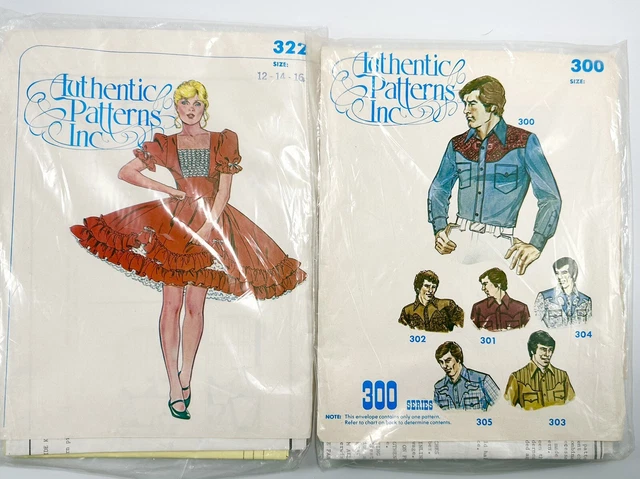 322
SIZE:
12 - 14 - 16
Authentic
Patterns
Inc
300
SIZE:
Authentic
Patterns
Inc
300
302
301
304
305
303
300 SERIES
NOTE: This envelope contains only one pattern.
Refer to chart on back to determine contents.